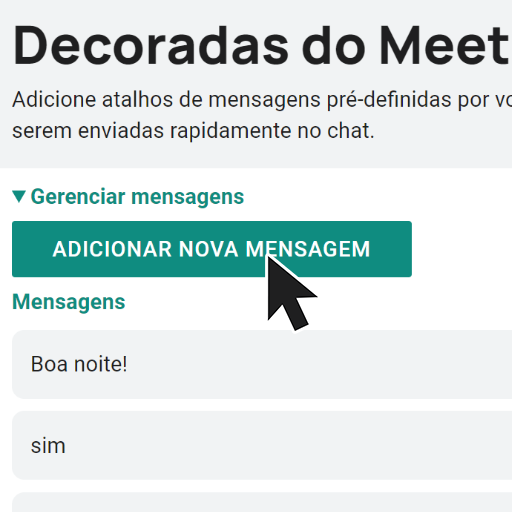 Decoradas do Meet
Adicione atalhos de mensagens pré-definidas por
serem enviadas rapidamente no chat.
Gerenciar mensagens
ADICIONAR NOVA MENSAGEM
Mensagens
Boa noite!
sim